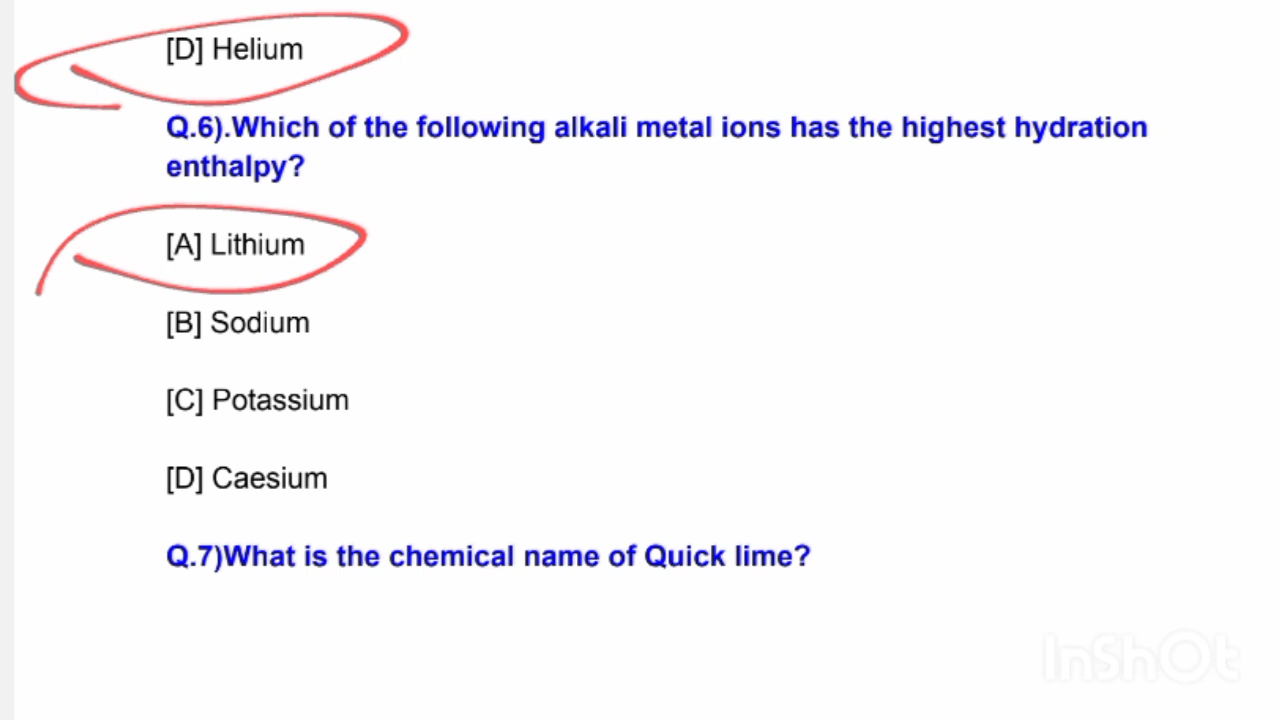 [D] Helium
Q.6).Which of the following alkali metal ions has the highest hydration
enthalpy?
[A] Lithium
[B] Sodium
[C] Potassium
[D] Caesium
Q.7)What is the chemical name of Quick lime?
InShOt